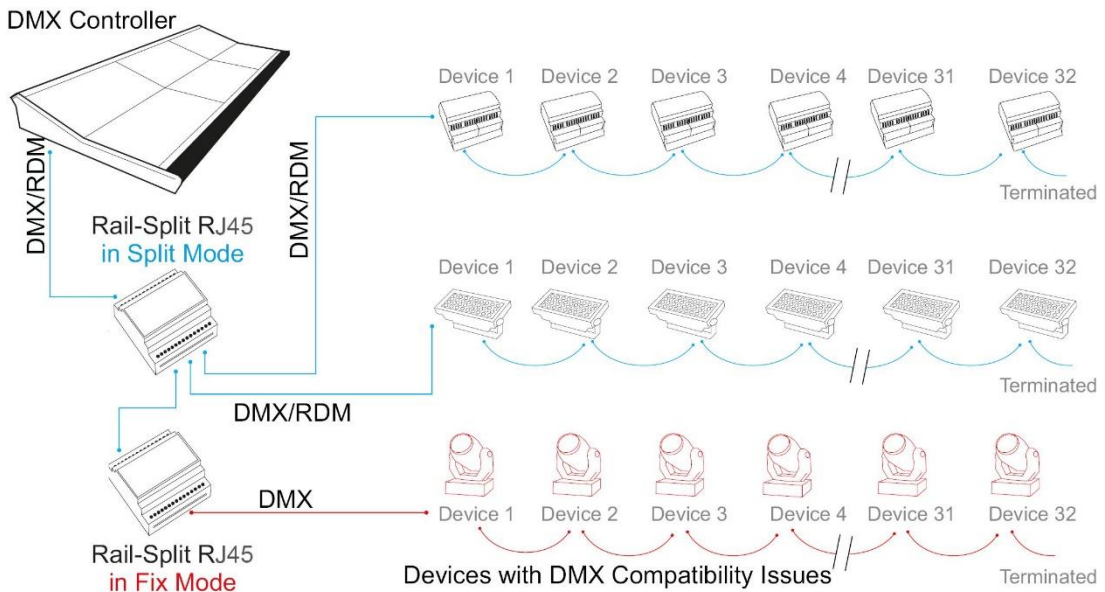 DMX Controller
DMX/RDM
Rail-Split RJ45
in Split Mode
DMX/RDM
Device 1 Device 2 Device 3 Device 4 Device 31 Device 32
Terminated
Device 1 Device 2 Device 3 Device 4 Device 31 Device 32
Terminated
DMX/RDM
DMX
Device 1 Device 2 Device 3 Device 4 Device 31 Device 32
Rail-Split RJ45
in Fix Mode
Devices with DMX Compatibility Issues
Terminated